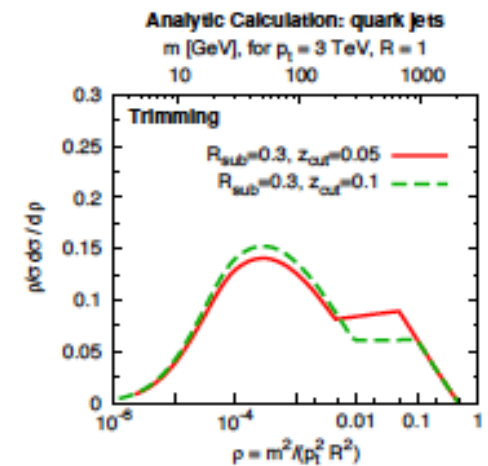 Analytic Calculation: quark jets
m [GeV], for pt = 3 TeV, R = 1
10 100 1000
0.3
Trimming
0.25
Rsub=0.3, zcut=0.05
Rsub=0.3, zcut=0.1
0.2
0.15
0.1
0.05
0
ρ/σ dσ / dρ
10⁻⁶ 10⁻⁴ 0.01 0.1 1
ρ = m²/(pt² R²)